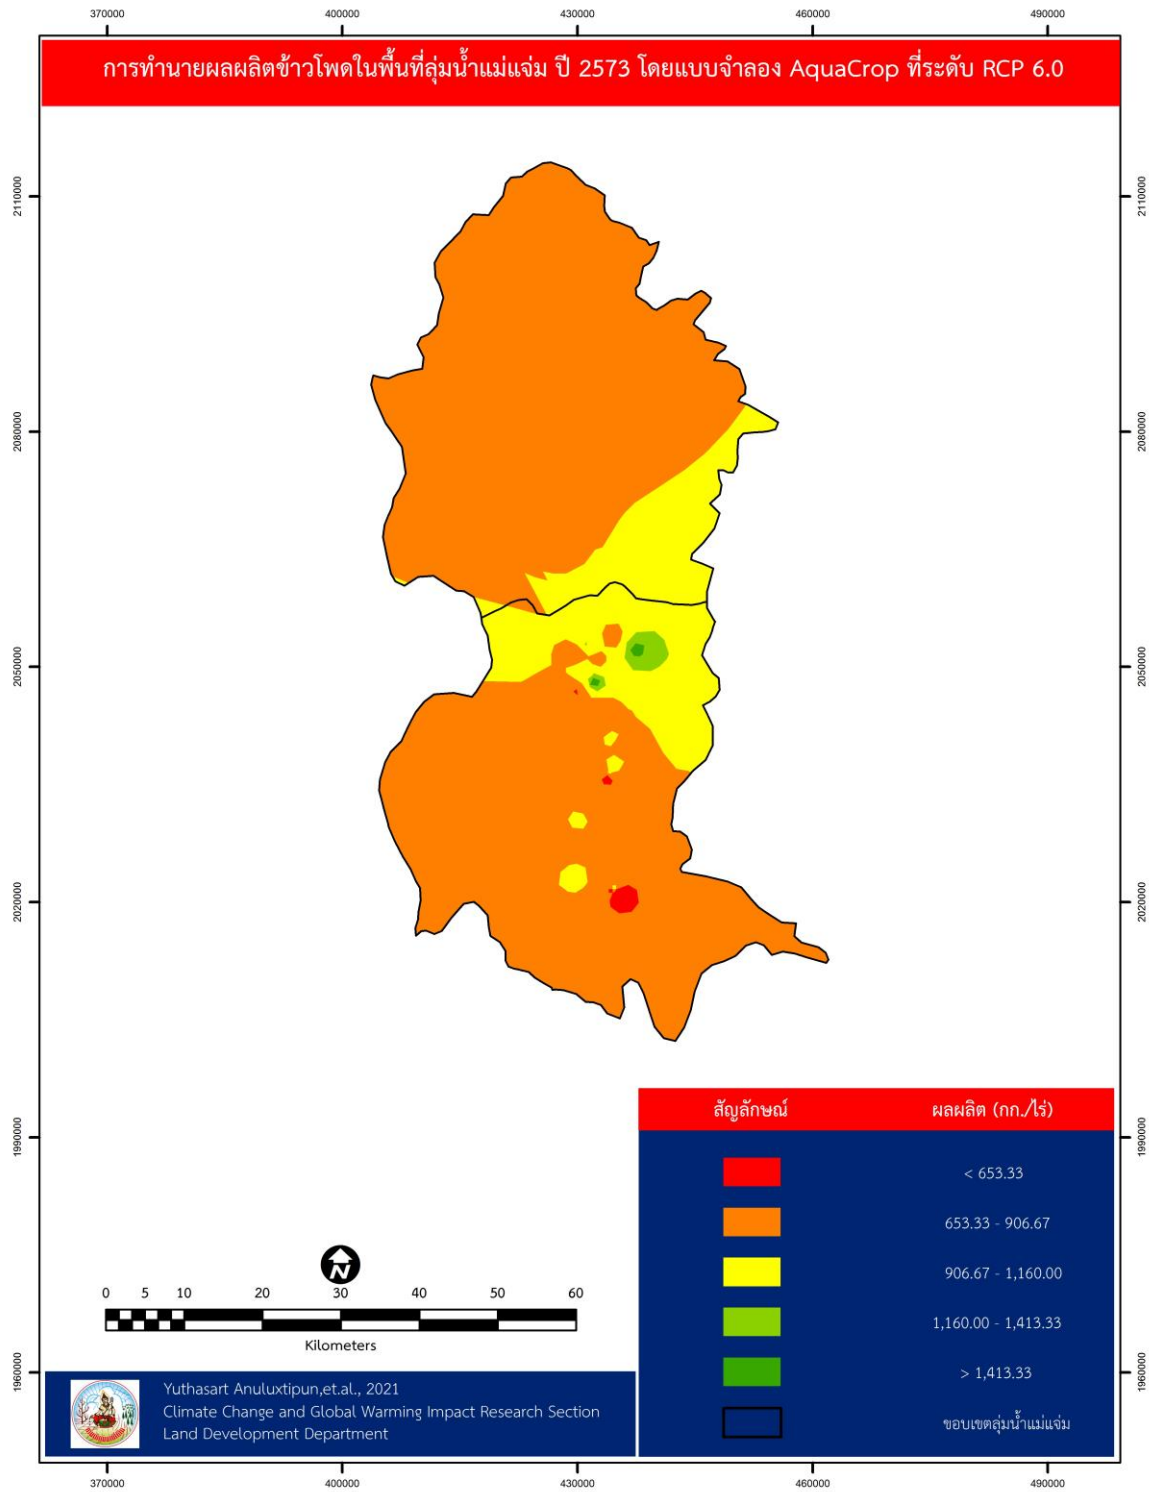 370000 400000 430000 460000 490000
การทำนายผลผลิตข้าวโพดในพื้นที่ลุ่มน้ำแม่แจ่ม ปี 2573 โดยแบบจำลอง AquaCrop ที่ระดับ RCP 6.0
2110000 2110000
2080000 2080000
2050000 2050000
2020000 2020000
1990000 1990000
1960000 1960000
สัญลักษณ์ ผลผลิต (กก./ไร่)
< 653.33
653.33 - 906.67
906.67 - 1,160.00
1,160.00 - 1,413.33
> 1,413.33
ขอบเขตลุ่มน้ำแม่แจ่ม
N
0 5 10 20 30 40 50 60
Kilometers
Yuthasart Anuluxtipun,et.al., 2021
Climate Change and Global Warming Impact Research Section
Land Development Department
370000 400000 430000 460000 490000